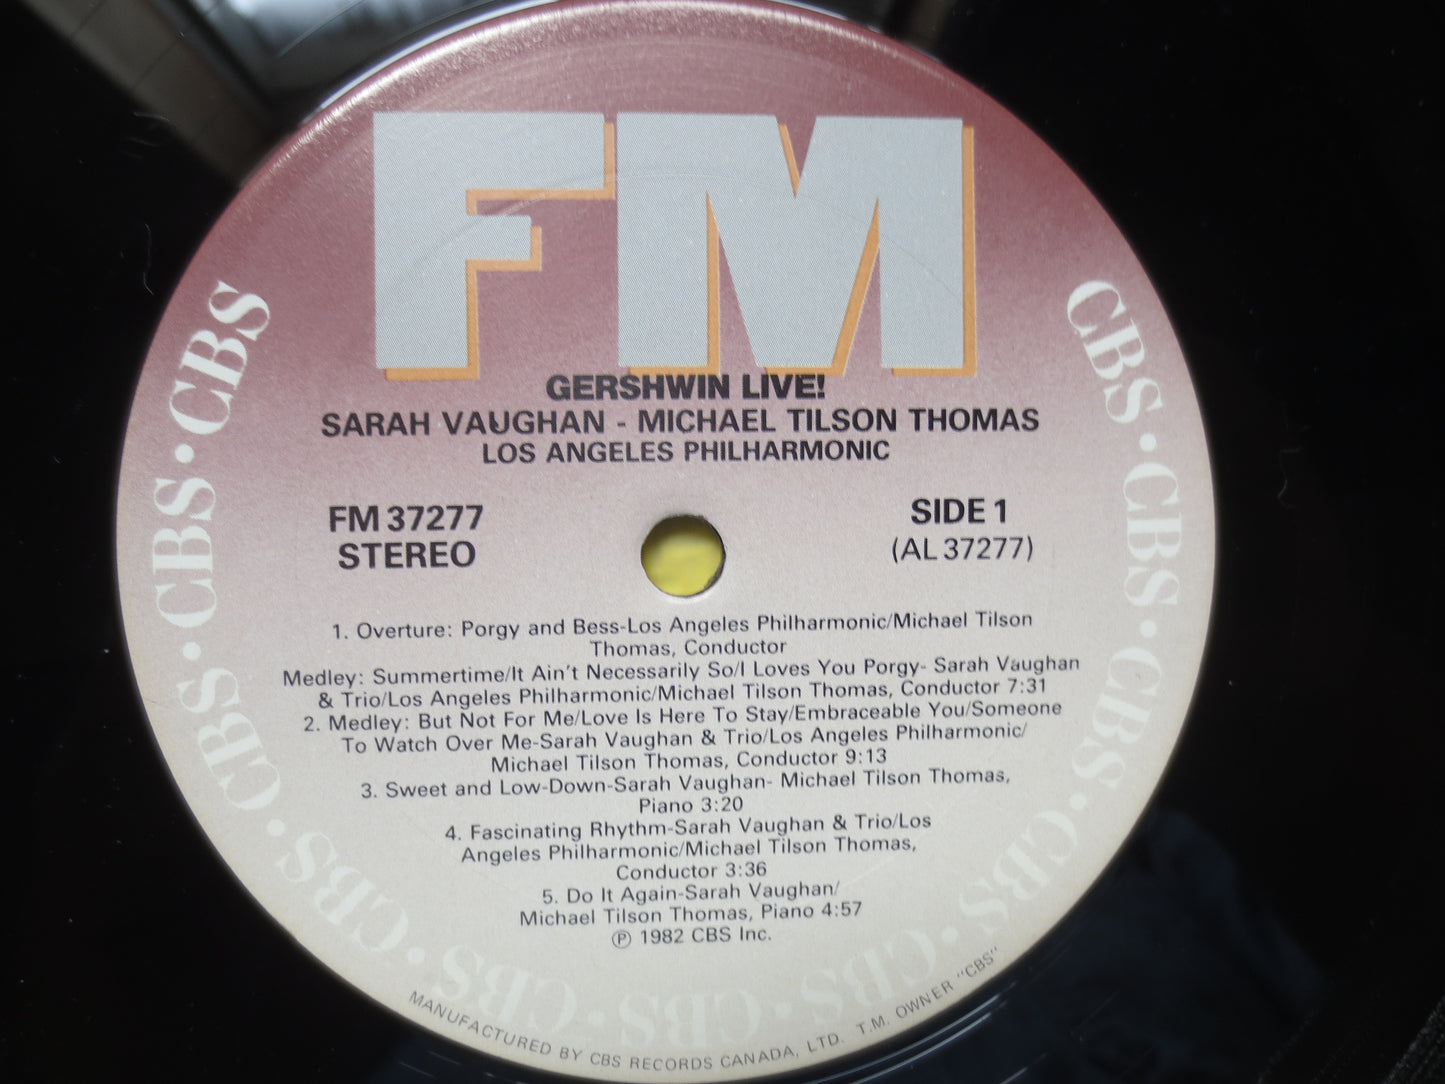 FM
GERSHWIN LIVE!
SARAH VAUGHAN - MICHAEL TILSON THOMAS
LOS ANGELES PHILHARMONIC
FM 37277
STEREO
SIDE 1
(AL 37277)
1. Overture: Porgy and Bess-Los Angeles Philharmonic/Michael Tilson
Thomas, Conductor
Medley: Summertime/It Ain't Necessarily So/I Loves You Porgy- Sarah Vaughan
& Trio/Los Angeles Philharmonic/Michael Tilson Thomas, Conductor 7:31
2. Medley: But Not For Me/Love Is Here To Stay/Embraceable You/Someone
To Watch Over Me-Sarah Vaughan & Trio/Los Angeles Philharmonic/
Michael Tilson Thomas, Conductor 9:13
3. Sweet and Low-Down-Sarah Vaughan- Michael Tilson Thomas,
Piano 3:20
4. Fascinating Rhythm-Sarah Vaughan & Trio/Los
Angeles Philharmonic/Michael Tilson Thomas,
Conductor 3:36
5. Do It Again-Sarah Vaughan/
Michael Tilson Thomas, Piano 4:57
℗ 1982 CBS Inc.
CBS · CBS · CBS · CBS · CBS · CBS · CBS · CBS · CBS · CBS · CBS · CBS · CBS
MANUFACTURED BY CBS RECORDS CANADA, LTD. T.M. OWNER "CBS"